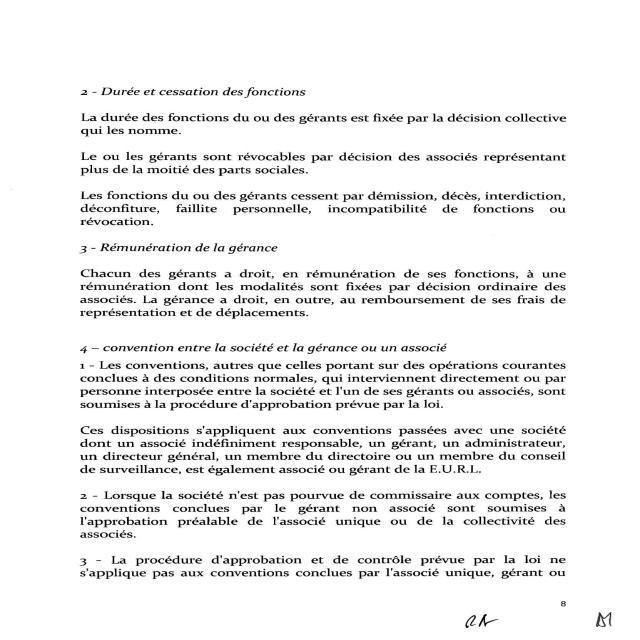 2 - Durée et cessation des fonctions
La durée des fonctions du ou des gérants est fixée par la décision collective
qui les nomme.
Le ou les gérants sont révocables par décision des associés représentant
plus de la moitié des parts sociales.
Les fonctions du ou des gérants cessent par démission, décès, interdiction,
déconfiture, faillite personnelle, incompatibilité de fonctions ou
révocation.
3 - Rémunération de la gérance
Chacun des gérants a droit, en rémunération de ses fonctions, à une
rémunération dont les modalités sont fixées par décision ordinaire des
associés. La gérance a droit, en outre, au remboursement de ses frais de
représentation et de déplacements.
4 – convention entre la société et la gérance ou un associé
1 - Les conventions, autres que celles portant sur des opérations courantes
conclues à des conditions normales, qui interviennent directement ou par
personne interposée entre la société et l'un de ses gérants ou associés, sont
soumises à la procédure d'approbation prévue par la loi.
Ces dispositions s'appliquent aux conventions passées avec une société
dont un associé indéfiniment responsable, un gérant, un administrateur,
un directeur général, un membre du directoire ou un membre du conseil
de surveillance, est également associé ou gérant de la E.U.R.L.
2 - Lorsque la société n'est pas pourvue de commissaire aux comptes, les
conventions conclues par le gérant non associé sont soumises à
l'approbation préalable de l'associé unique ou de la collectivité des
associés.
3 - La procédure d'approbation et de contrôle prévue par la loi ne
s'applique pas aux conventions conclues par l'associé unique, gérant ou
8